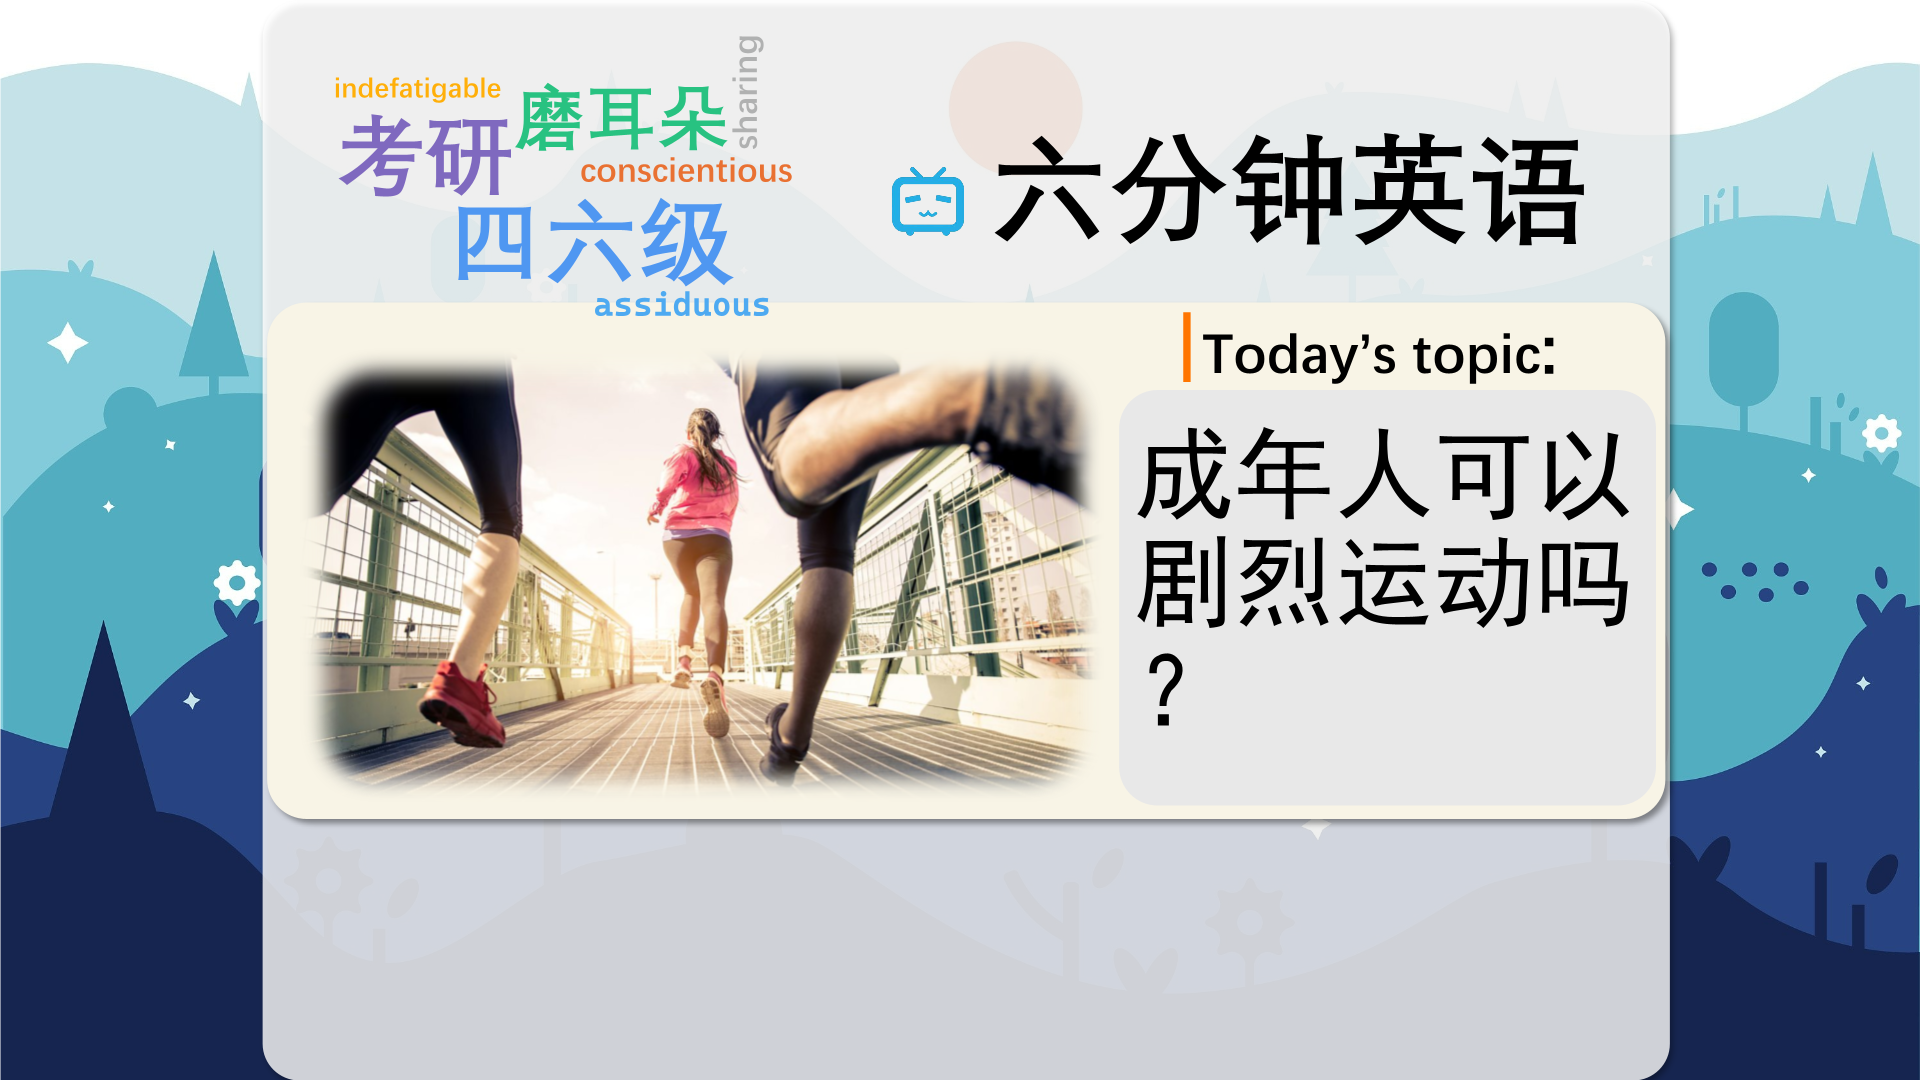 indefatigable
考研
磨耳朵
sharing
conscientious
四六级
assiduous
六分钟英语
Today’s topic:
成年人可以
剧烈运动吗
?